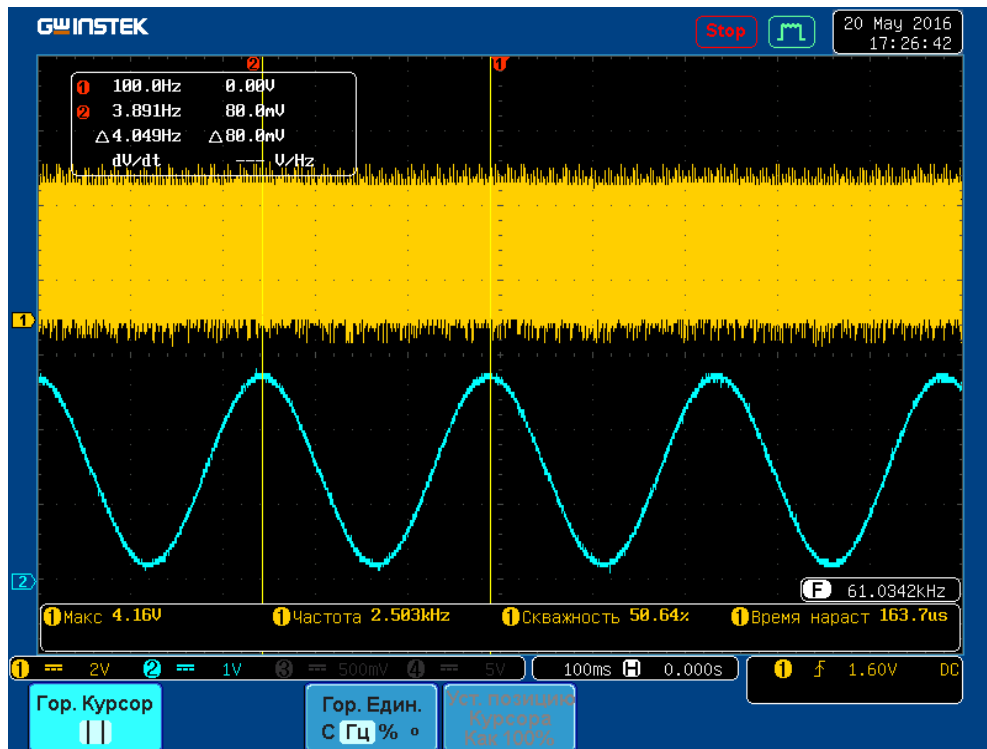 GWINSTEK
Stop
20 May 2016
17:26:42
2
1
1 100.0Hz 0.00V
2 3.891Hz 80.0mV
△4.049Hz △80.0mV
dV/dt --- V/Hz
1
2
F 61.0342kHz
1 Макс 4.16V 1 Частота 2.503kHz 1 Скважность 50.64% 1 Время нараст 163.7us
1 2V 2 1V 3 500mV 4 5V 100ms H 0.000s 1 1.60V DC
Гор. Курсор
Гор. Един.
С Гц % °
Уст. позицию
Курсора
Как 100%